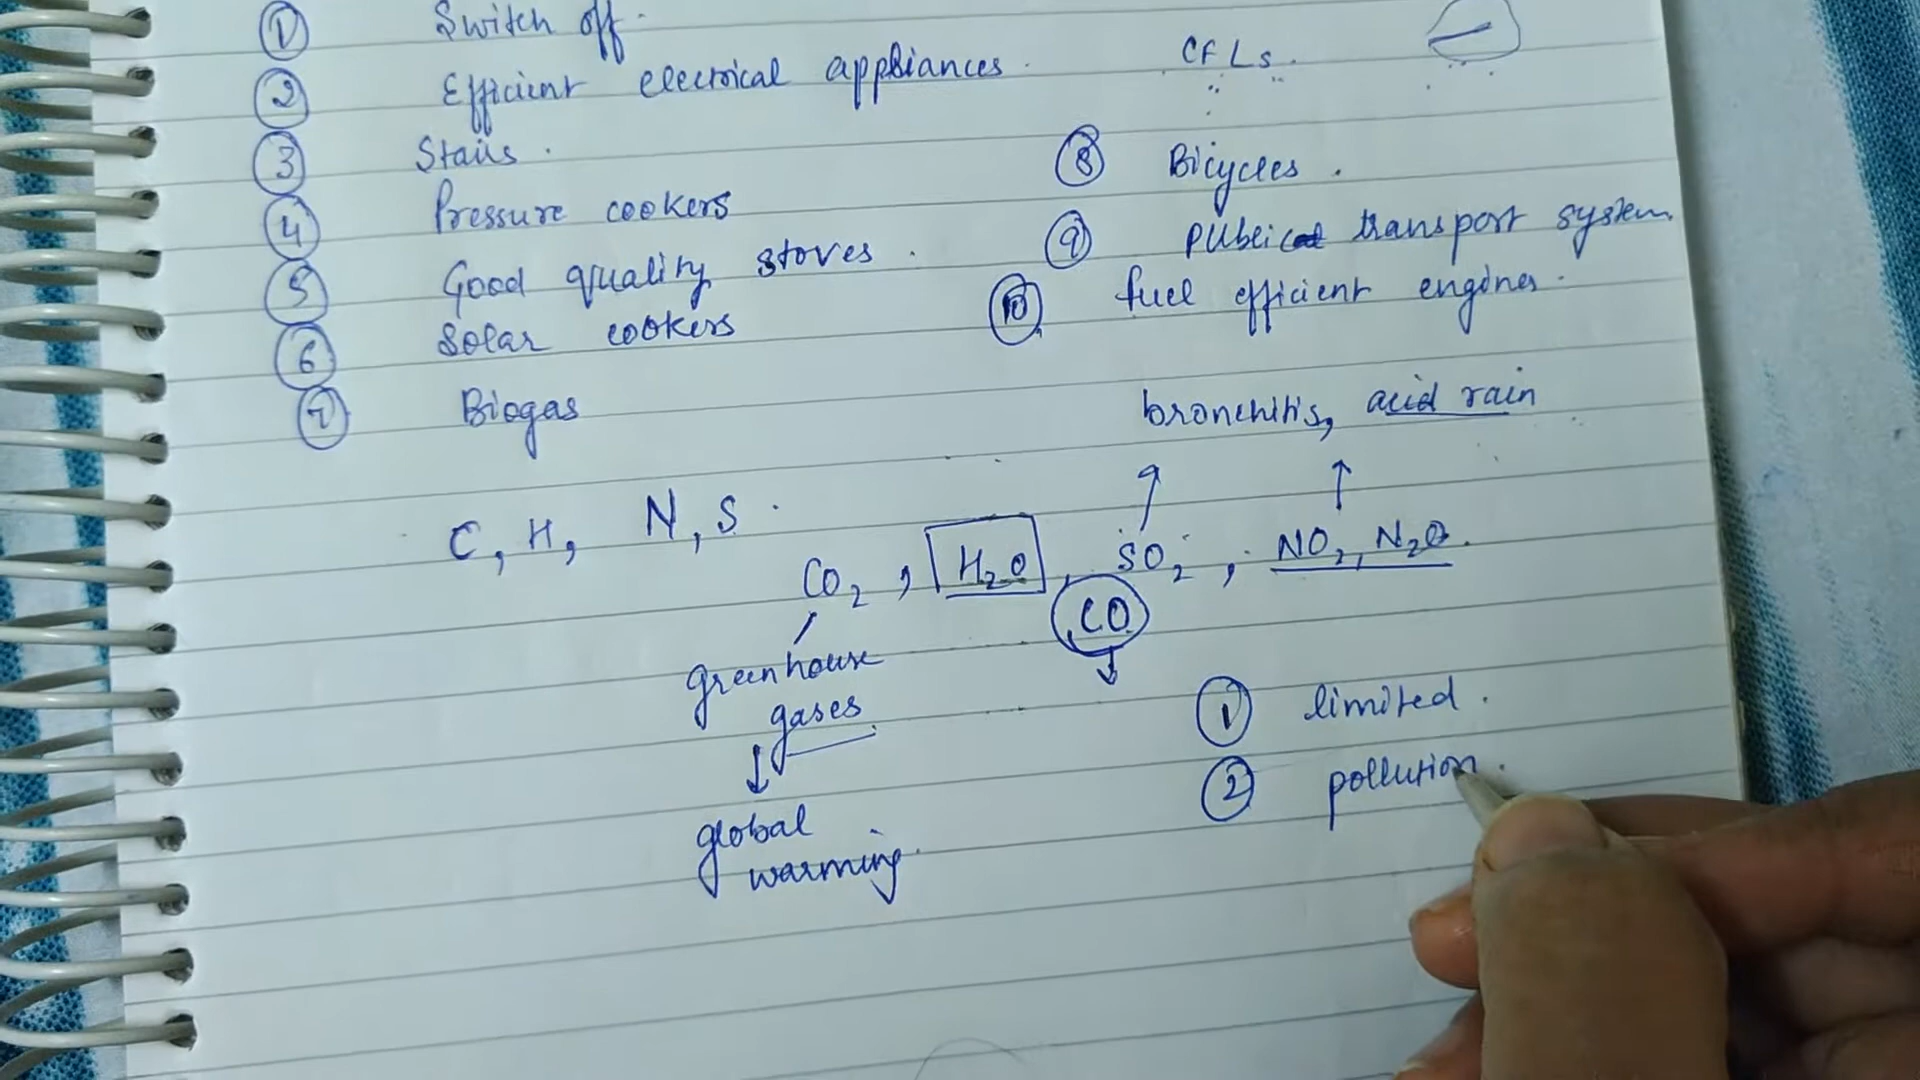 ① Switch off.
② Efficient electrical appliances. CFLs.
③ Stairs.
④ Pressure cookers
⑤ Good quality stoves.
⑥ Solar cookers
⑦ Biogas
⑧ Bicycles.
⑨ Public transport system
⑩ fuel efficient engines.
bronchitis, acid rain
C, H, N, S.
CO₂, H₂O, SO₂, NO₂, N₂O.
CO
greenhouse
gases
global
warming.
① limited.
② pollution.